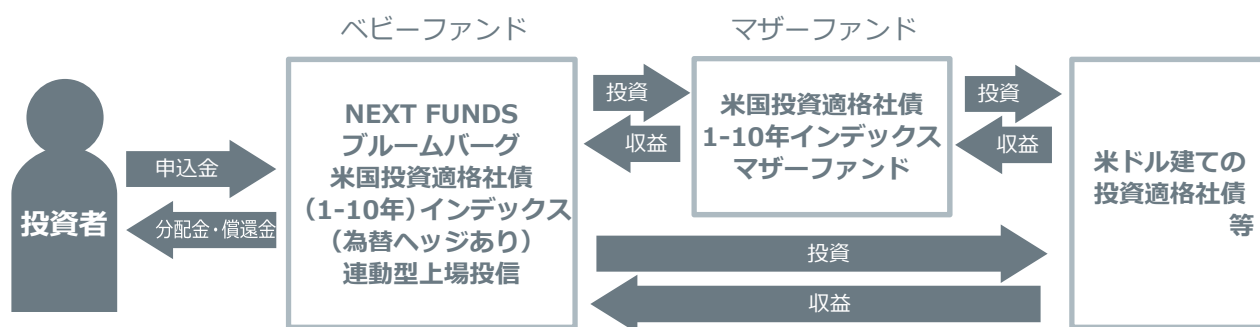 ベビーファンド
マザーファンド
投資者
申込金
分配金・償還金
NEXT FUNDS
ブルームバーグ
米国投資適格社債
（1-10年）インデックス
（為替ヘッジあり）
連動型上場投信
投資
収益
米国投資適格社債
1-10年インデックス
マザーファンド
投資
収益
投資
収益
米ドル建ての
投資適格社債
等